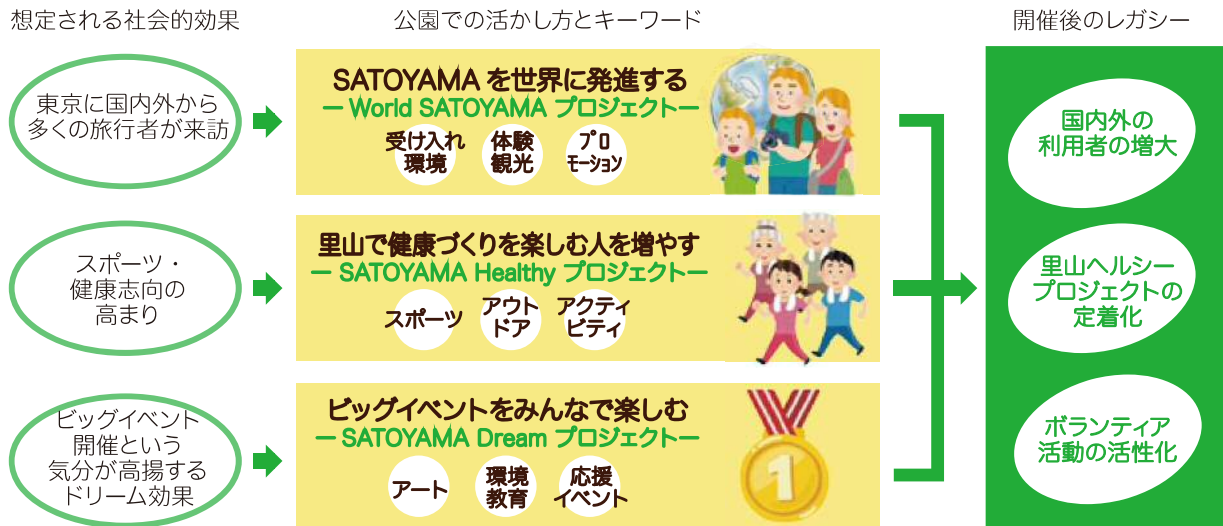 想定される社会的効果
公園での活かし方とキーワード
開催後のレガシー
東京に国内外から
多くの旅行者が来訪
SATOYAMA を世界に発進する
ー World SATOYAMA プロジェクトー
受け入れ
環境
体験
観光
プロ
モーション
国内外の
利用者の増大
スポーツ・
健康志向の
高まり
里山で健康づくりを楽しむ人を増やす
ー SATOYAMA Healthy プロジェクトー
スポーツ
アウト
ドア
アクティ
ビティ
里山ヘルシー
プロジェクトの
定着化
ビッグイベント
開催という
気分が高揚する
ドリーム効果
ビッグイベントをみんなで楽しむ
ー SATOYAMA Dream プロジェクトー
アート
環境
教育
応援
イベント
1
ボランティア
活動の活性化